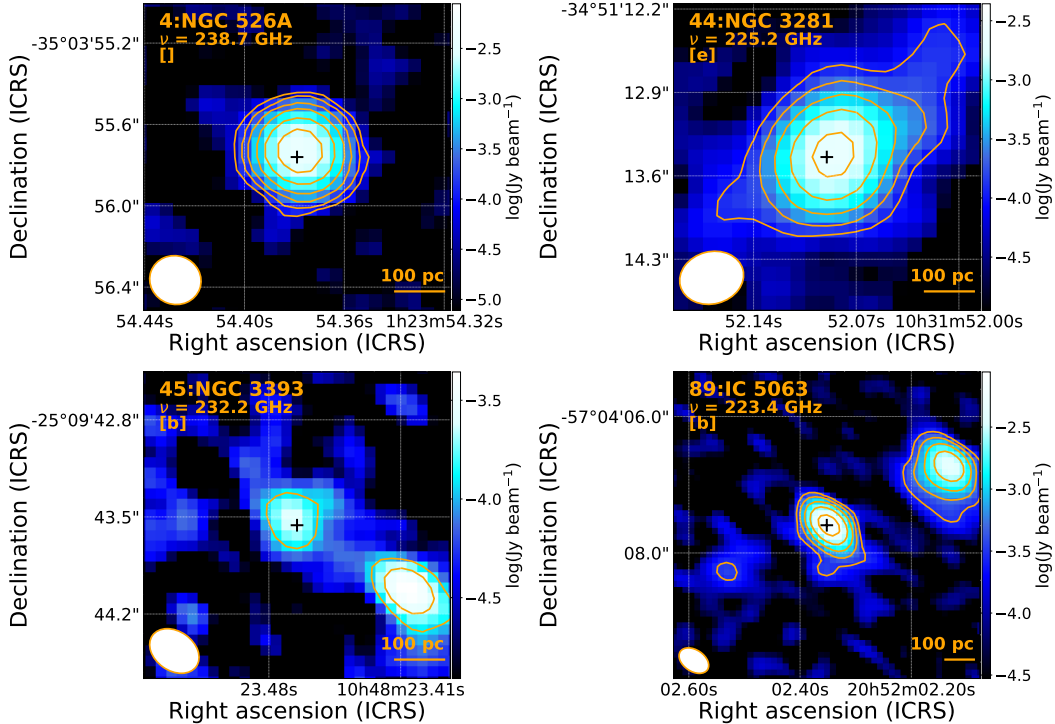 4:NGC 526A
ν = 238.7 GHz
[]
-35°03'55.2"
55.6"
56.0"
56.4"
Declination (ICRS)
100 pc
54.44s 54.40s 54.36s 1h23m54.32s
Right ascension (ICRS)
−2.5
−3.0
−3.5
−4.0
−4.5
−5.0
log(Jy beam⁻¹)
44:NGC 3281
ν = 225.2 GHz
[e]
-34°51'12.2"
12.9"
13.6"
14.3"
Declination (ICRS)
100 pc
52.14s 52.07s 10h31m52.00s
Right ascension (ICRS)
−2.5
−3.0
−3.5
−4.0
−4.5
log(Jy beam⁻¹)
45:NGC 3393
ν = 232.2 GHz
[b]
-25°09'42.8"
43.5"
44.2"
Declination (ICRS)
100 pc
23.48s 10h48m23.41s
Right ascension (ICRS)
−3.5
−4.0
−4.5
log(Jy beam⁻¹)
89:IC 5063
ν = 223.4 GHz
[b]
-57°04'06.0"
08.0"
Declination (ICRS)
100 pc
02.60s 02.40s 20h52m02.20s
Right ascension (ICRS)
−2.5
−3.0
−3.5
−4.0
−4.5
log(Jy beam⁻¹)